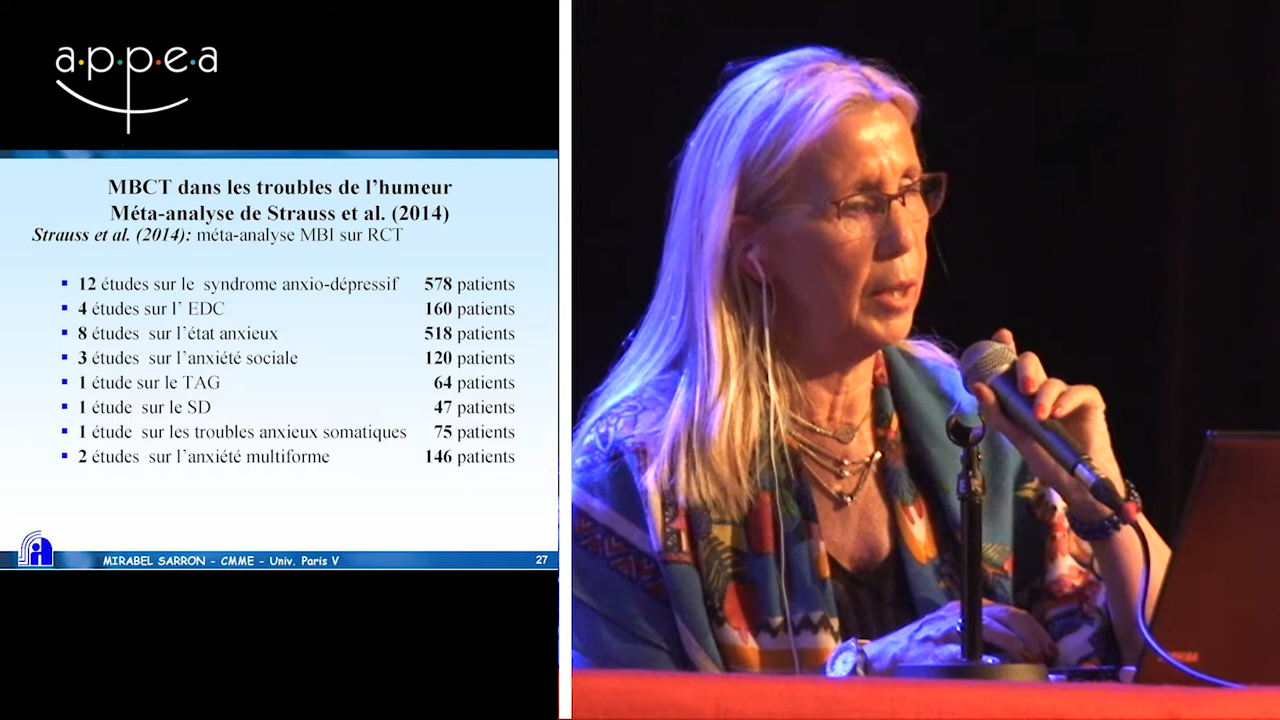 a·p·p·e·a
MBCT dans les troubles de l'humeur
Méta-analyse de Strauss et al. (2014)
Strauss et al. (2014): méta-analyse MBI sur RCT
12 études sur le syndrome anxio-dépressif 578 patients
4 études sur l' EDC 160 patients
8 études sur l'état anxieux 518 patients
3 études sur l'anxiété sociale 120 patients
1 étude sur le TAG 64 patients
1 étude sur le SD 47 patients
1 étude sur les troubles anxieux somatiques 75 patients
2 études sur l'anxiété multiforme 146 patients
MIRABEL SARRON - CMME - Univ. Paris V 27